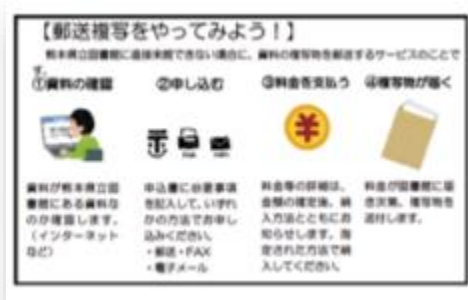 【郵送複写をやってみよう！】
熊本県立図書館に直接来館できない場合に、資料の複写物を郵送するサービスのことで
す。
①資料の確認
資料が熊本県立図
書館にある資料な
のか確認します。
（インターネット
など）
②申し込む
申込書に必要事項
を記入して、いずれ
かの方法でお申し
込みください。
・郵送・FAX
・電子メール
③料金を支払う
料金等の詳細は、
金額の確定後、納
入方法とともにお
知らせします。指
定された方法で納
入してください。
④複写物が届く
料金が図書館に届
き次第、複写物を
送付します。